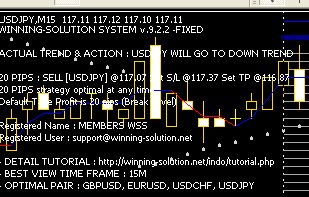 USDJPY,M15 117.11 117.12 117.10 117.11
WINNING-SOLUTION SYSTEM v.9.2.2 -FIXED
ACTUAL TREND & ACTION : USDJPY WILL GO TO DOWN TREND
20 PIPS : SELL [USDJPY] @117.07 Set S/L @117.37 Set TP @116.87
20 PIPS strategy optimal at any time
Default Take Profit is 20 pips (Break Level)
Registered Name : MEMBERS WSS
Registered User : support@winning-solution.net
- DETAIL TUTORIAL : http://winning-solution.net/indo/tutorial.php
- BEST VIEW TIME FRAME : 15M
- OPTIMAL PAIR : GBPUSD, EURUSD, USDCHF, USDJPY